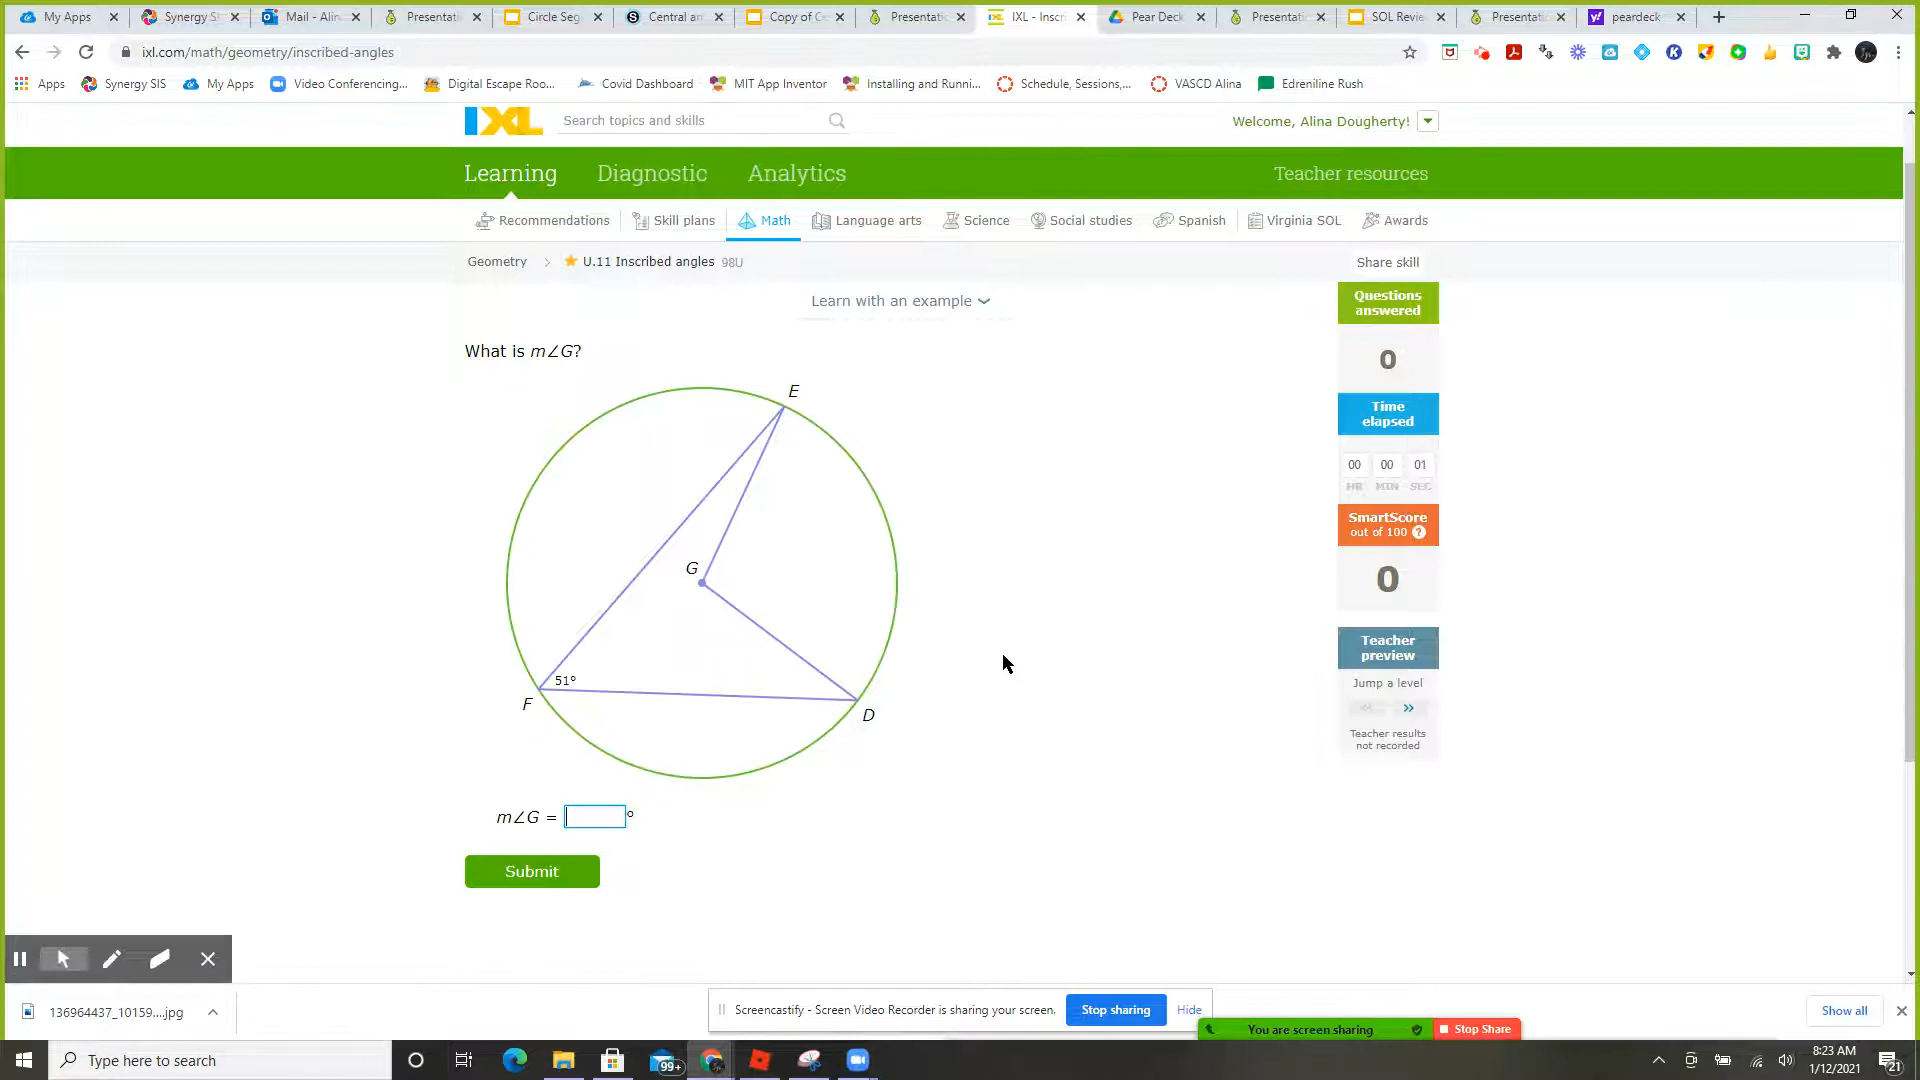 My Apps
Synergy S
Mail - Alin
Presentati
Circle Seg
Central an
Copy of C
Presentati
IXL - Inscri
Pear Deck
Presentati
SOL Revie
Presentati
peardeck
ixl.com/math/geometry/inscribed-angles
Apps
Synergy SIS
My Apps
Video Conferencing...
Digital Escape Roo...
Covid Dashboard
MIT App Inventor
Installing and Runni...
Schedule, Sessions,...
VASCD Alina
Edreniline Rush
IXL
Search topics and skills
Welcome, Alina Dougherty!
Learning
Diagnostic
Analytics
Teacher resources
Recommendations
Skill plans
Math
Language arts
Science
Social studies
Spanish
Virginia SOL
Awards
Geometry > U.11 Inscribed angles 98U
Share skill
Learn with an example
Questions
answered
0
What is m∠G?
E
G
F
51°
D
Time
elapsed
00 00 01
HR MIN SEC
SmartScore
out of 100 ?
0
Teacher
preview
Jump a level
<< >>
Teacher results
not recorded
m∠G = °
Submit
136964437_10159....jpg
Screencastify - Screen Video Recorder is sharing your screen.
Stop sharing
Hide
Show all
You are screen sharing
Stop Share
Type here to search
99+
8:23 AM
1/12/2021
21